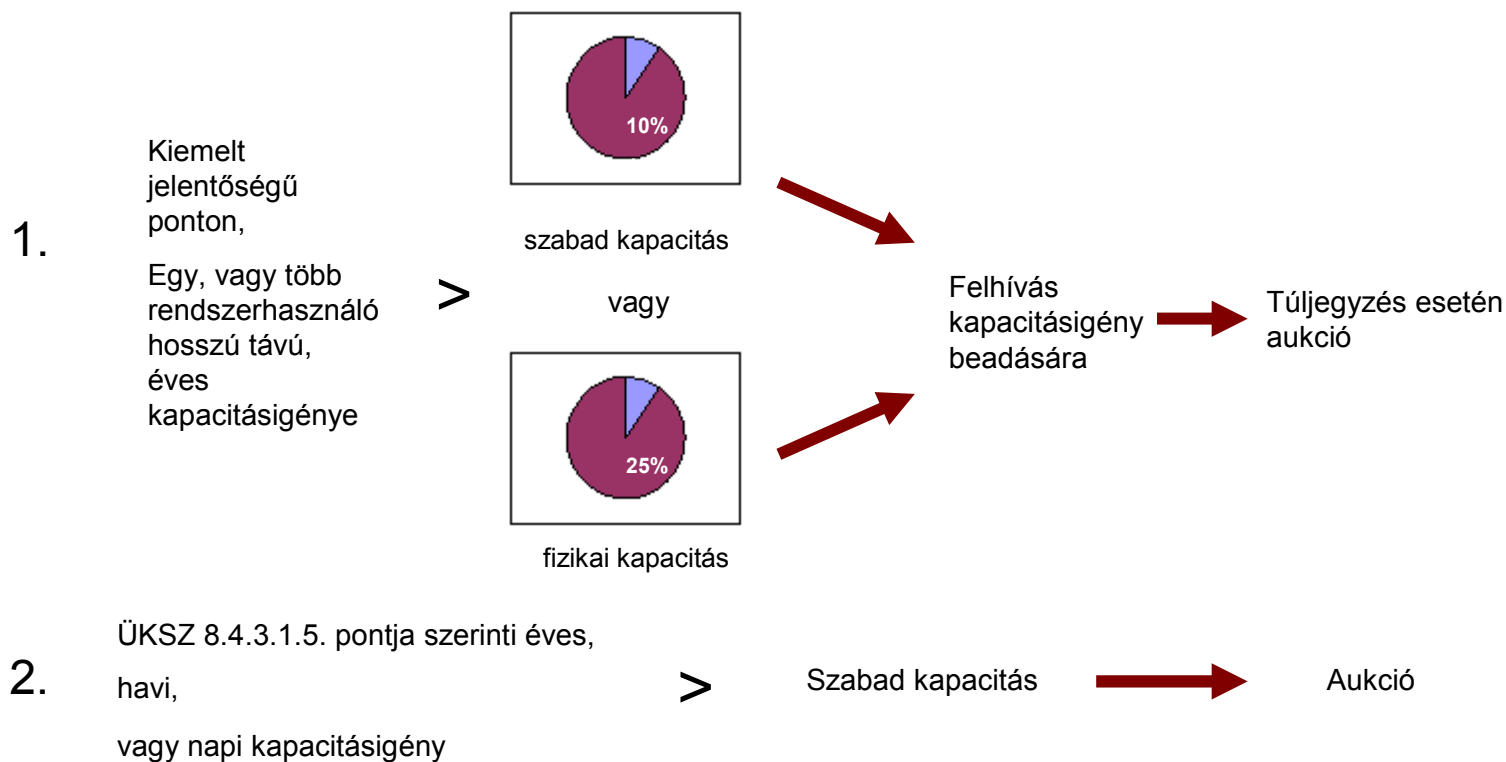 1.
Kiemelt
jelentőségű
ponton,
Egy, vagy több
rendszerhasználó
hosszú távú,
éves
kapacitásigénye
>
10%
szabad kapacitás
vagy
25%
fizikai kapacitás
Felhívás
kapacitásigény
beadására
Túljegyzés esetén
aukció
2.
ÜKSZ 8.4.3.1.5. pontja szerinti éves,
havi,
vagy napi kapacitásigény
>
Szabad kapacitás
Aukció